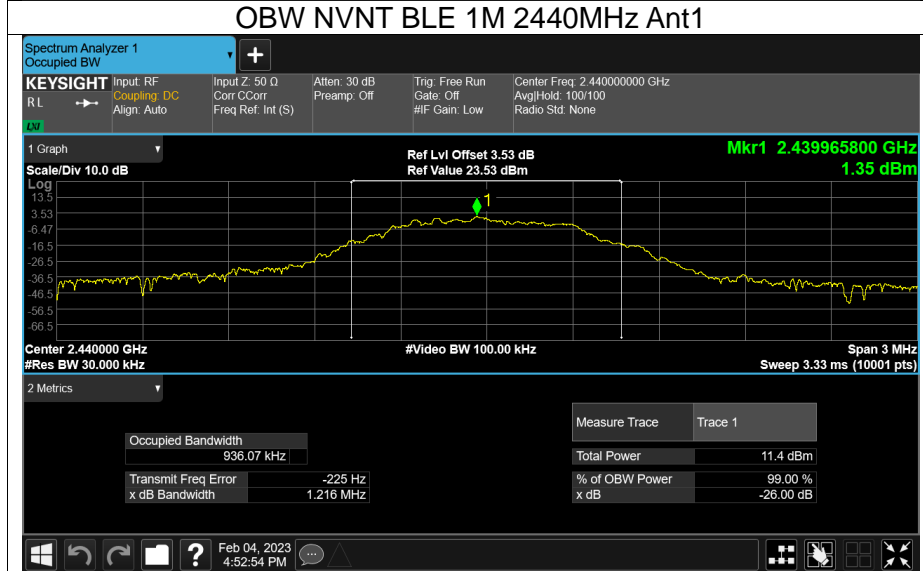 OBW NVNT BLE 1M 2440MHz Ant1
Spectrum Analyzer 1
Occupied BW
+
KEYSIGHT
RL
LXI
Input: RF
Coupling: DC
Align: Auto
Input Z: 50 Ω
Corr CCorr
Freq Ref: Int (S)
Atten: 30 dB
Preamp: Off
Trig: Free Run
Gate: Off
#IF Gain: Low
Center Freq: 2.440000000 GHz
Avg|Hold: 100/100
Radio Std: None
1 Graph
Scale/Div 10.0 dB
Ref Lvl Offset 3.53 dB
Ref Value 23.53 dBm
Mkr1 2.439965800 GHz
1.35 dBm
Log
13.5
3.53
-6.47
-16.5
-26.5
-36.5
-46.5
-56.5
-66.5
1
Center 2.440000 GHz
#Res BW 30.000 kHz
#Video BW 100.00 kHz
Span 3 MHz
Sweep 3.33 ms (10001 pts)
2 Metrics
Occupied Bandwidth
936.07 kHz
Transmit Freq Error -225 Hz
x dB Bandwidth 1.216 MHz
Measure Trace Trace 1
Total Power 11.4 dBm
% of OBW Power 99.00 %
x dB -26.00 dB
?
Feb 04, 2023
4:52:54 PM